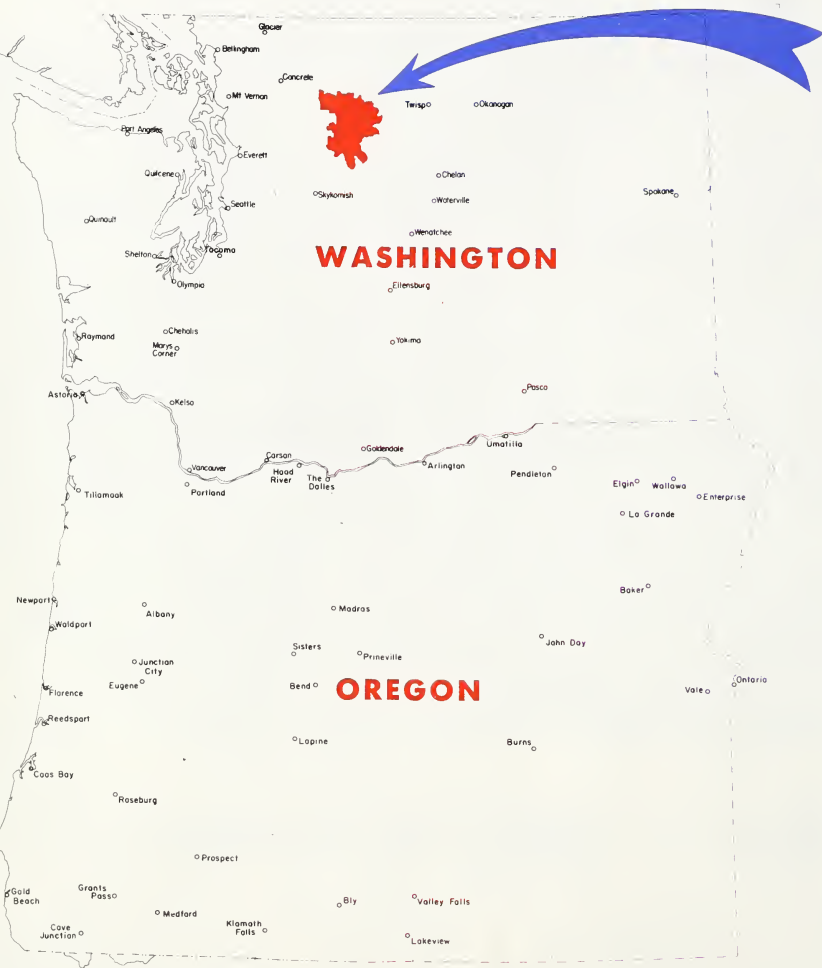 Glacier
Bellingham
Concrete
Mt Vernon
Twisp
Okanogan
Port Angeles
Everett
Quilcene
Chelan
Skykomish
Spokane
Waterville
Seattle
Quinault
Wenatchee
Shelton
Tacoma
WASHINGTON
Olympia
Ellensburg
Chehalis
Raymond
Yakima
Marys
Corner
Pasco
Astoria
Kelso
Umatilla
Goldendale
Carson
Arlington
Vancouver
Hood
River
The
Dalles
Pendleton
Elgin
Wallowa
Portland
Tillamook
Enterprise
La Grande
Baker
Newport
Albany
Madras
Waldport
John Day
Sisters
Prineville
Junction
City
Eugene
Bend
OREGON
Ontario
Vale
Florence
Reedsport
Lapine
Burns
Coos Bay
Roseburg
Prospect
Gold
Beach
Grants
Pass
Bly
Valley Falls
Medford
Cave
Junction
Klamath
Falls
Lakeview